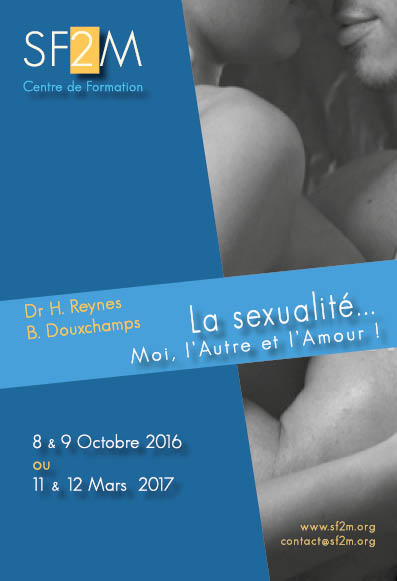 SF2M
Centre de Formation
Dr H. Reynes
B. Douxchamps
La sexualité...
Moi, l'Autre et l'Amour !
8 & 9 Octobre 2016
ou
11 & 12 Mars 2017
www.sf2m.org
contact@sf2m.org